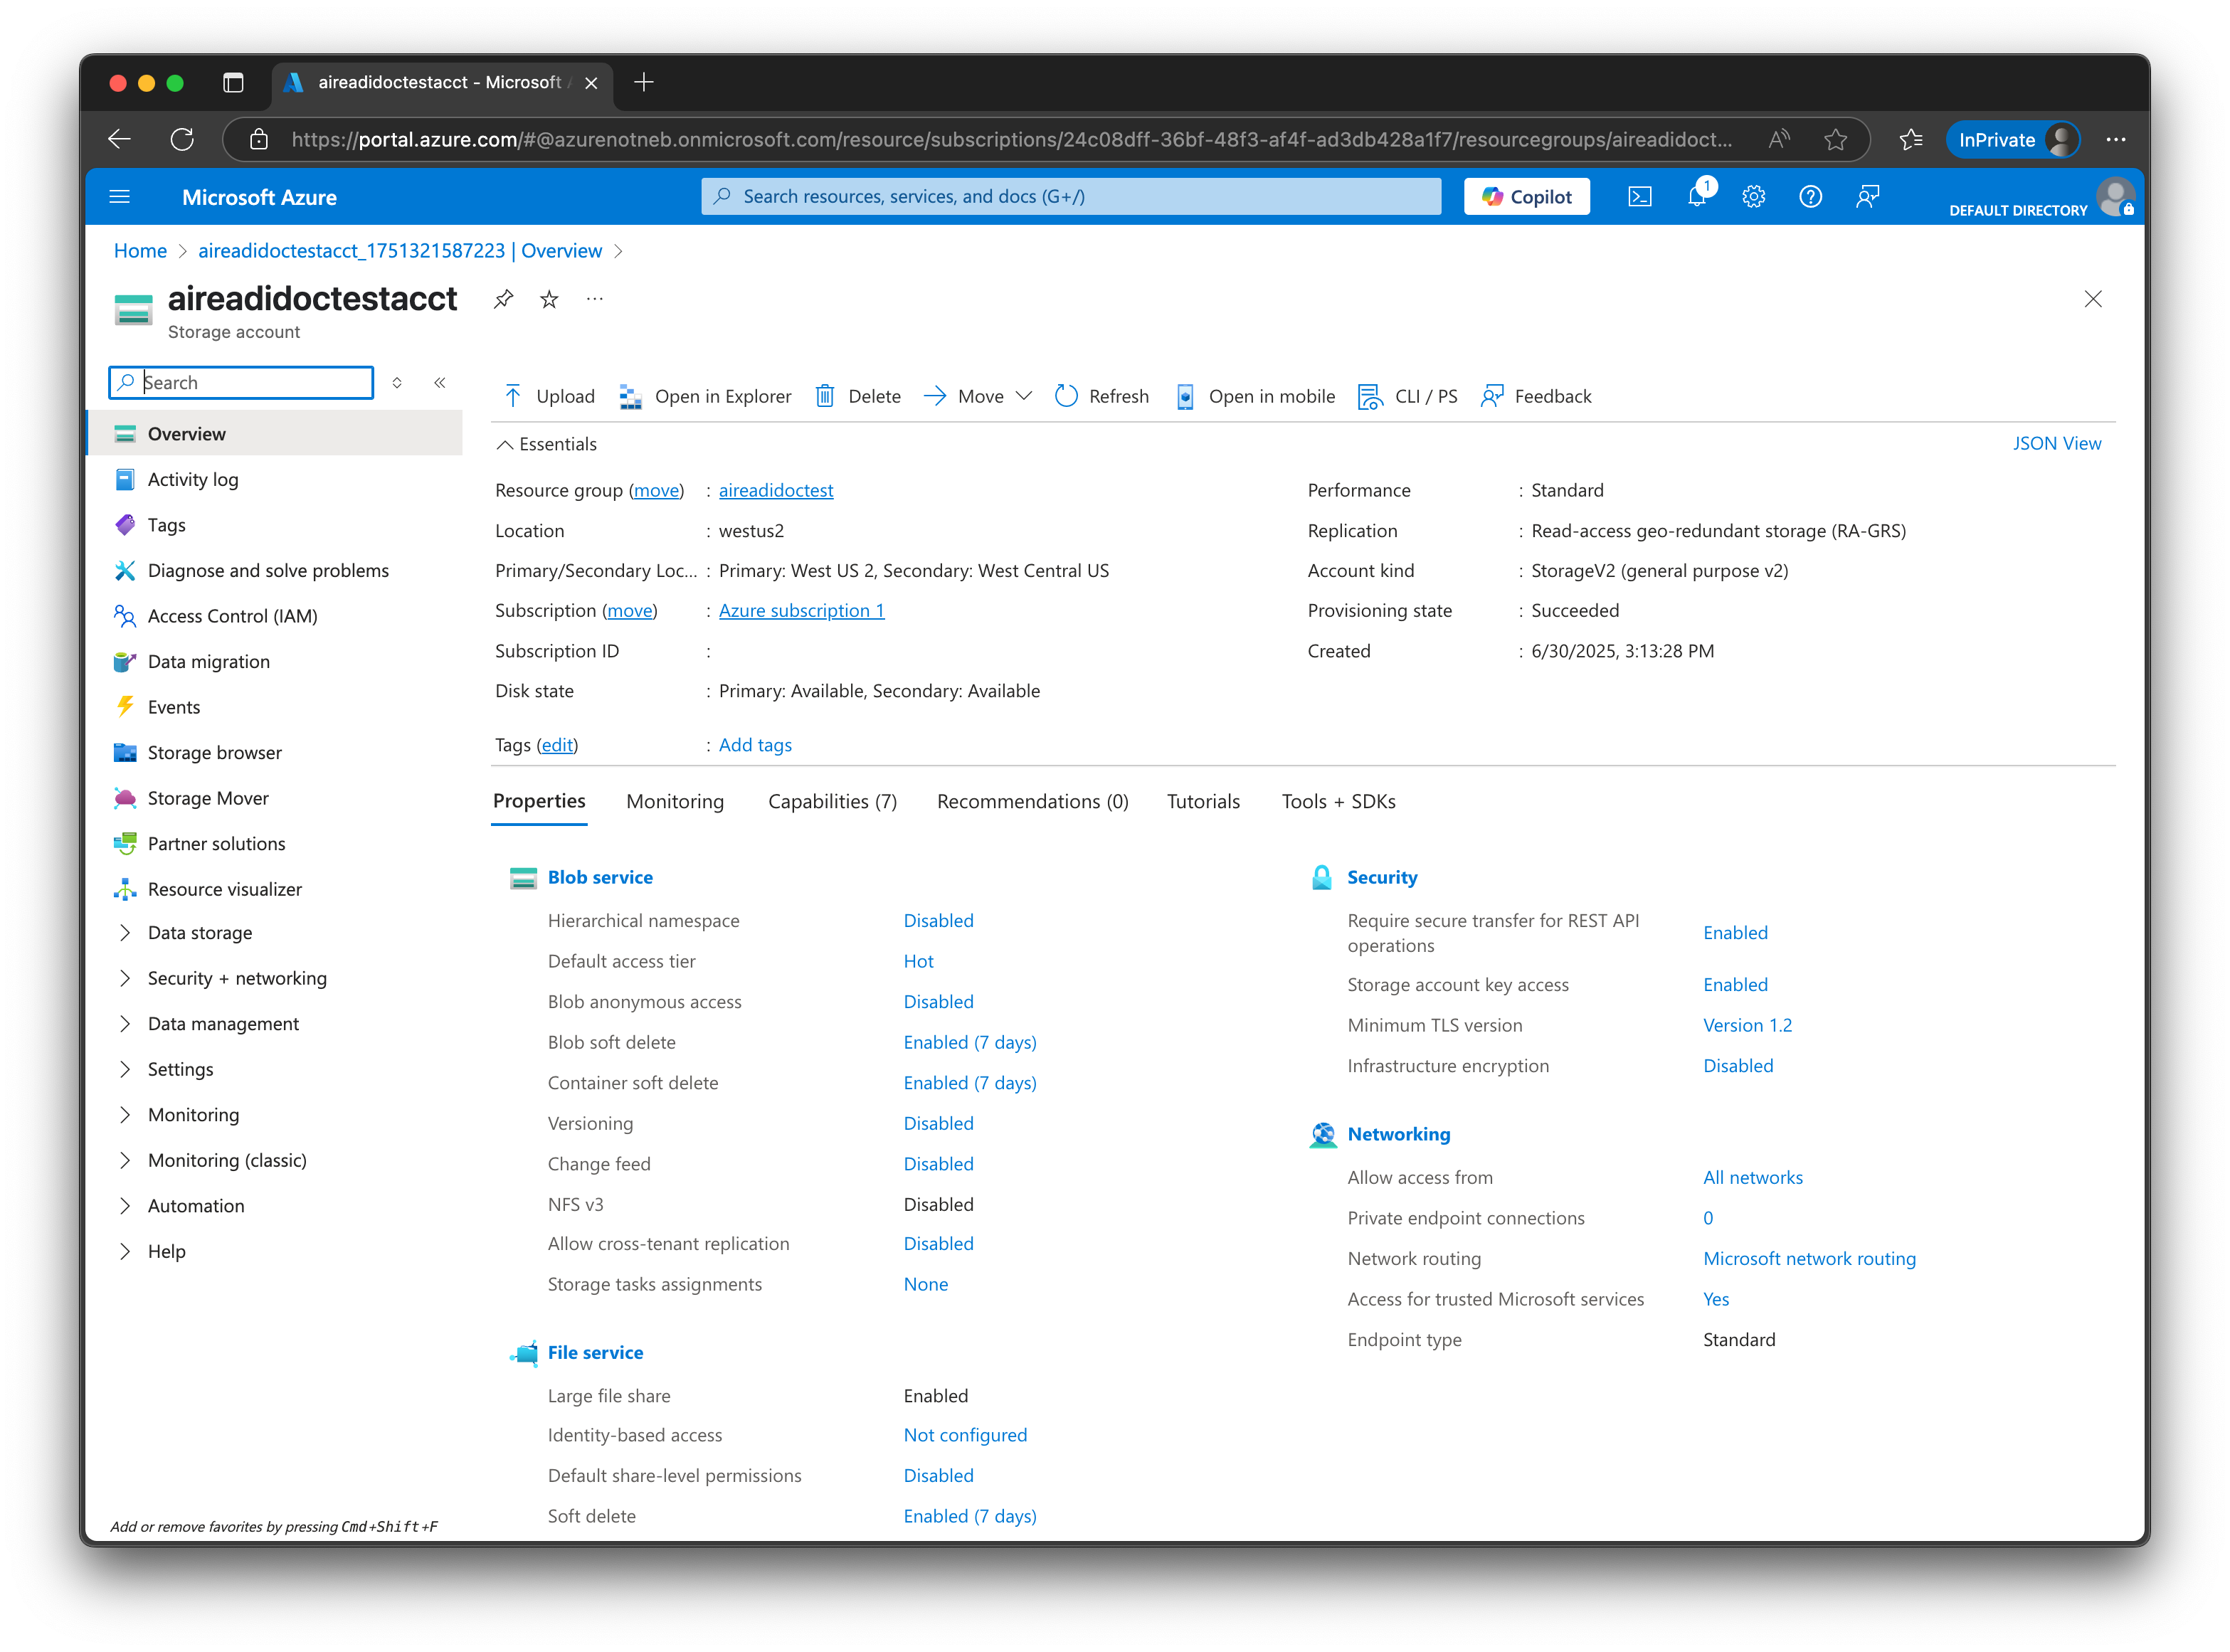 aireadidoctestacct - Microsoft A
https://portal.azure.com/#@azurenotneb.onmicrosoft.com/resource/subscriptions/24c08dff-36bf-48f3-af4f-ad3db428a1f7/resourcegroups/aireadidoct...
InPrivate
Microsoft Azure
Search resources, services, and docs (G+/)
Copilot
1
DEFAULT DIRECTORY
Home > aireadidoctestacct_1751321587223 | Overview >
aireadidoctestacct
Storage account
Search
Overview
Activity log
Tags
Diagnose and solve problems
Access Control (IAM)
Data migration
Events
Storage browser
Storage Mover
Partner solutions
Resource visualizer
Data storage
Security + networking
Data management
Settings
Monitoring
Monitoring (classic)
Automation
Help
Add or remove favorites by pressing Cmd+Shift+F
Upload Open in Explorer Delete Move Refresh Open in mobile CLI / PS Feedback
Essentials
JSON View
Resource group (move) : aireadidoctest
Location : westus2
Primary/Secondary Loc... : Primary: West US 2, Secondary: West Central US
Subscription (move) : Azure subscription 1
Subscription ID :
Disk state : Primary: Available, Secondary: Available
Tags (edit) : Add tags
Performance : Standard
Replication : Read-access geo-redundant storage (RA-GRS)
Account kind : StorageV2 (general purpose v2)
Provisioning state : Succeeded
Created : 6/30/2025, 3:13:28 PM
Properties Monitoring Capabilities (7) Recommendations (0) Tutorials Tools + SDKs
Blob service
Hierarchical namespace Disabled
Default access tier Hot
Blob anonymous access Disabled
Blob soft delete Enabled (7 days)
Container soft delete Enabled (7 days)
Versioning Disabled
Change feed Disabled
NFS v3 Disabled
Allow cross-tenant replication Disabled
Storage tasks assignments None
File service
Large file share Enabled
Identity-based access Not configured
Default share-level permissions Disabled
Soft delete Enabled (7 days)
Security
Require secure transfer for REST API
operations Enabled
Storage account key access Enabled
Minimum TLS version Version 1.2
Infrastructure encryption Disabled
Networking
Allow access from All networks
Private endpoint connections 0
Network routing Microsoft network routing
Access for trusted Microsoft services Yes
Endpoint type Standard